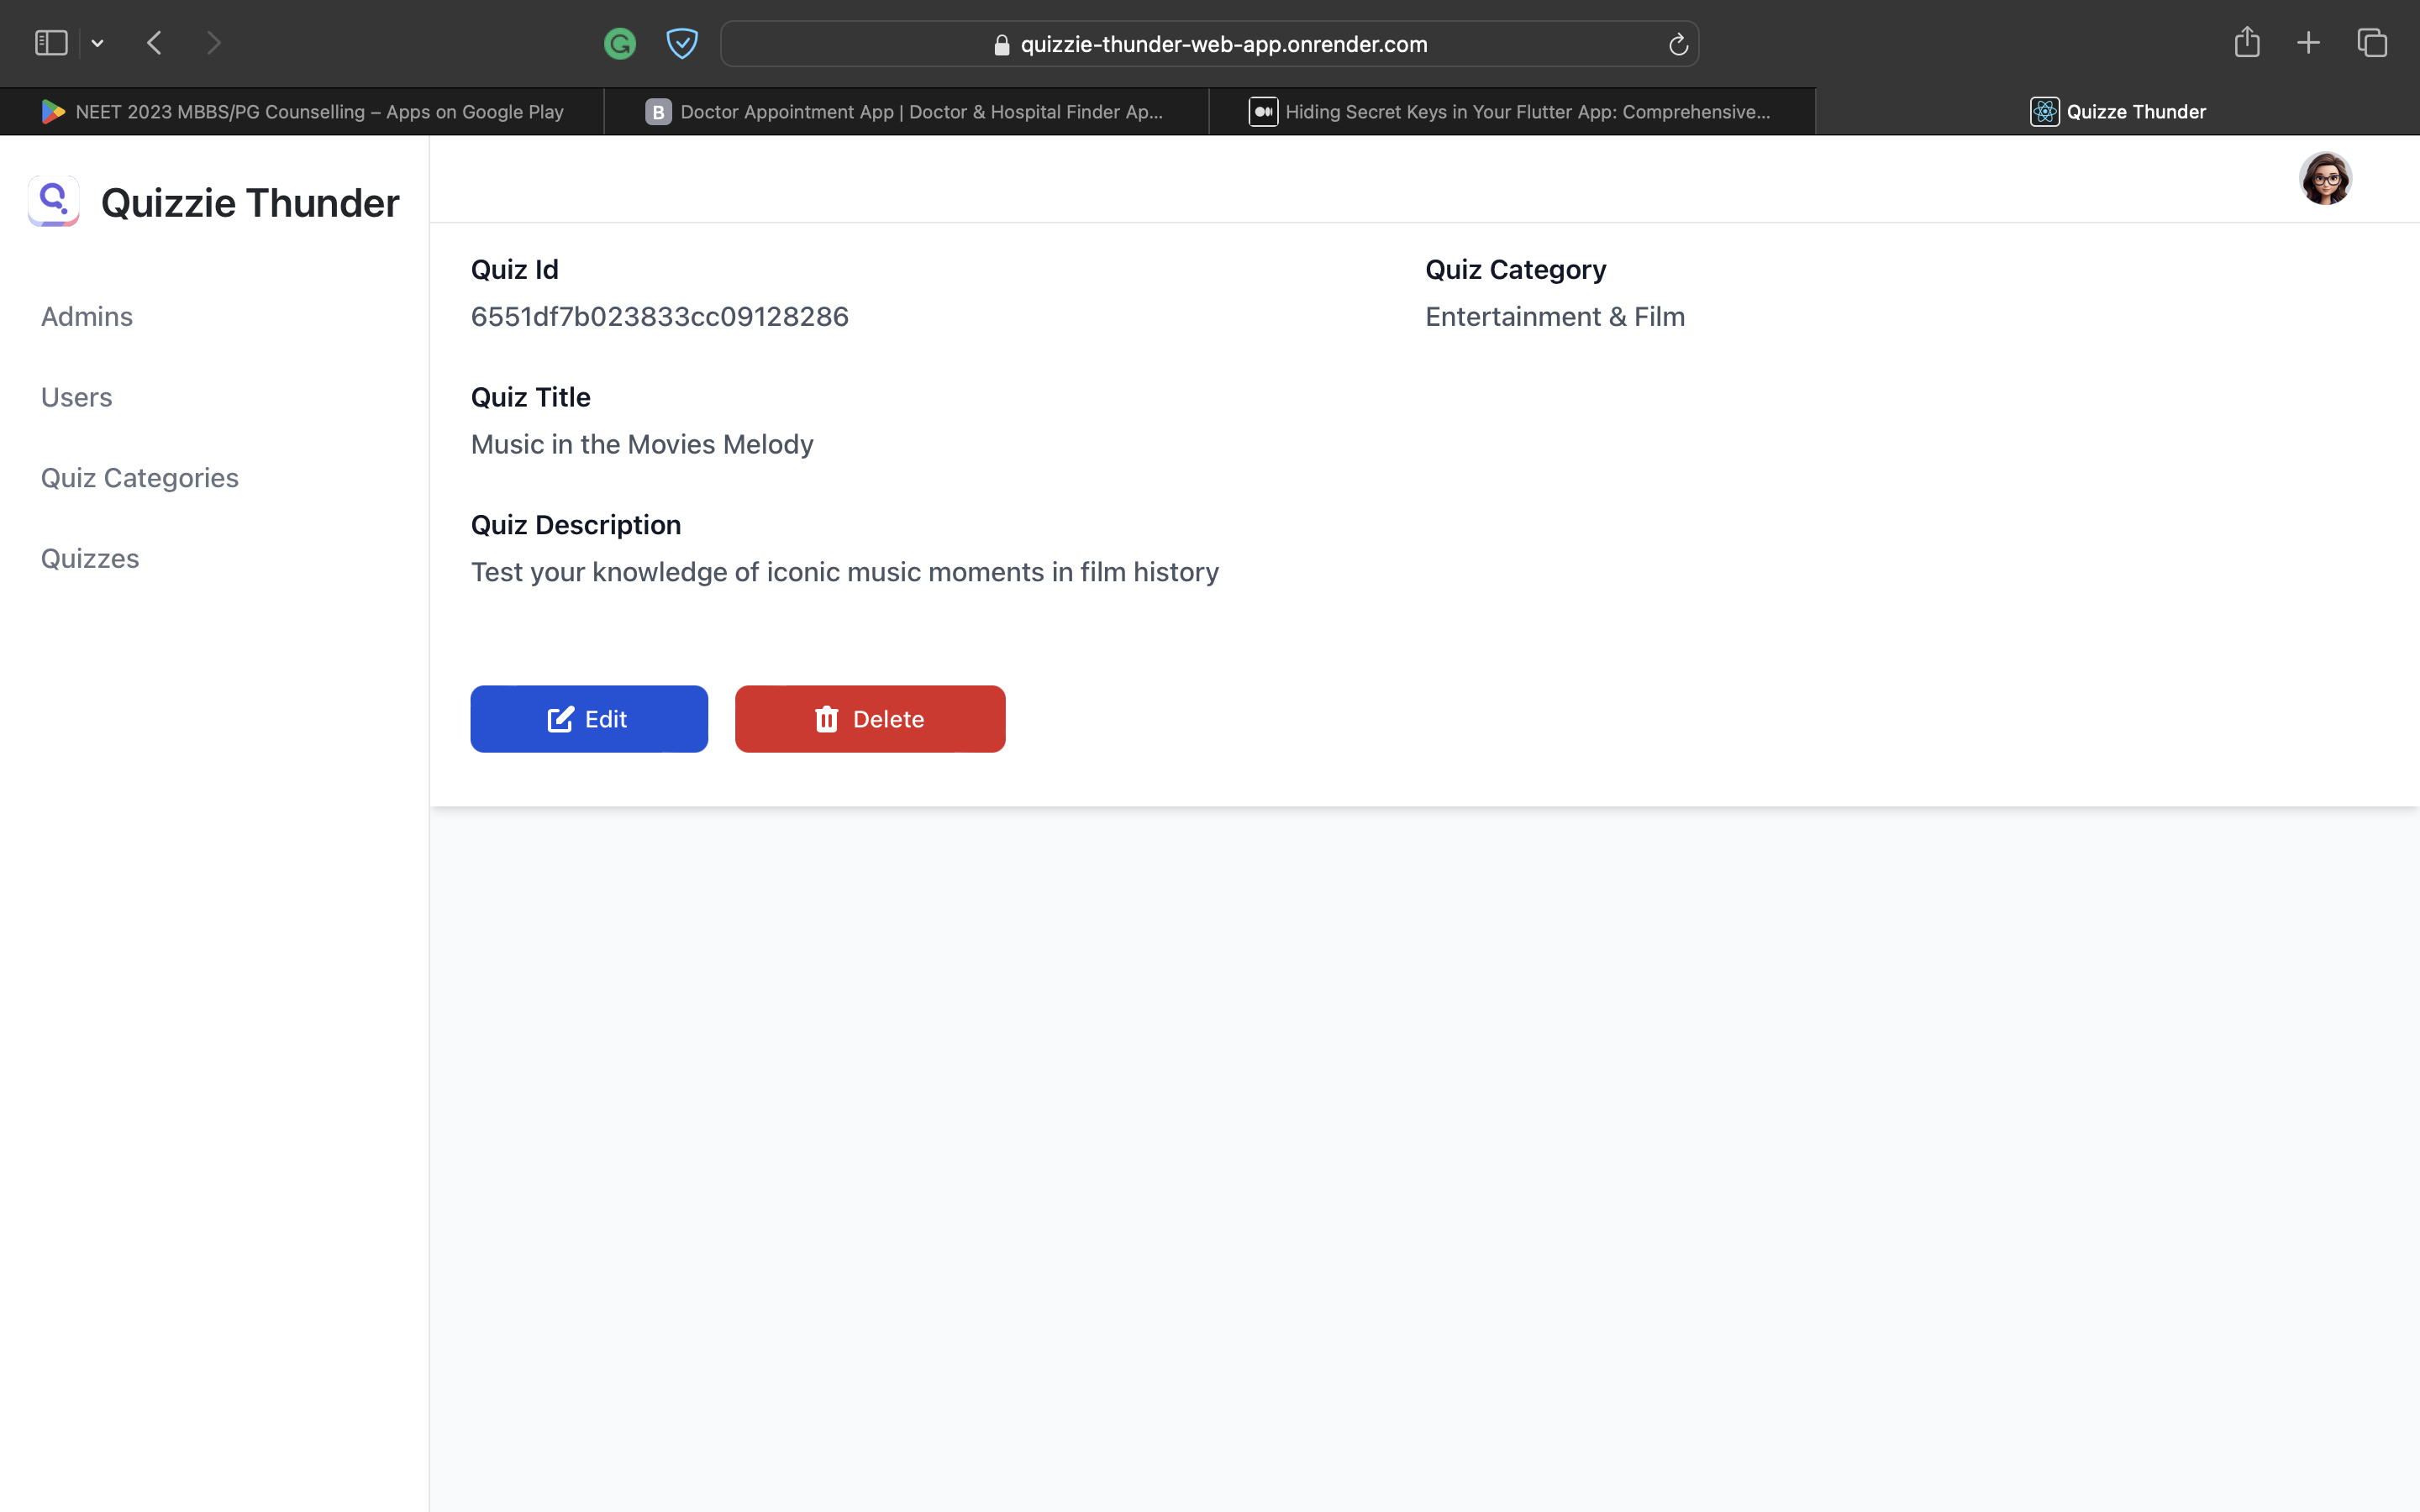 quizzie-thunder-web-app.onrender.com
NEET 2023 MBBS/PG Counselling – Apps on Google Play
B Doctor Appointment App | Doctor & Hospital Finder Ap...
Hiding Secret Keys in Your Flutter App: Comprehensive...
Quizze Thunder
Quizzie Thunder
Admins
Users
Quiz Categories
Quizzes
Quiz Id
6551df7b023833cc09128286
Quiz Category
Entertainment & Film
Quiz Title
Music in the Movies Melody
Quiz Description
Test your knowledge of iconic music moments in film history
Edit
Delete